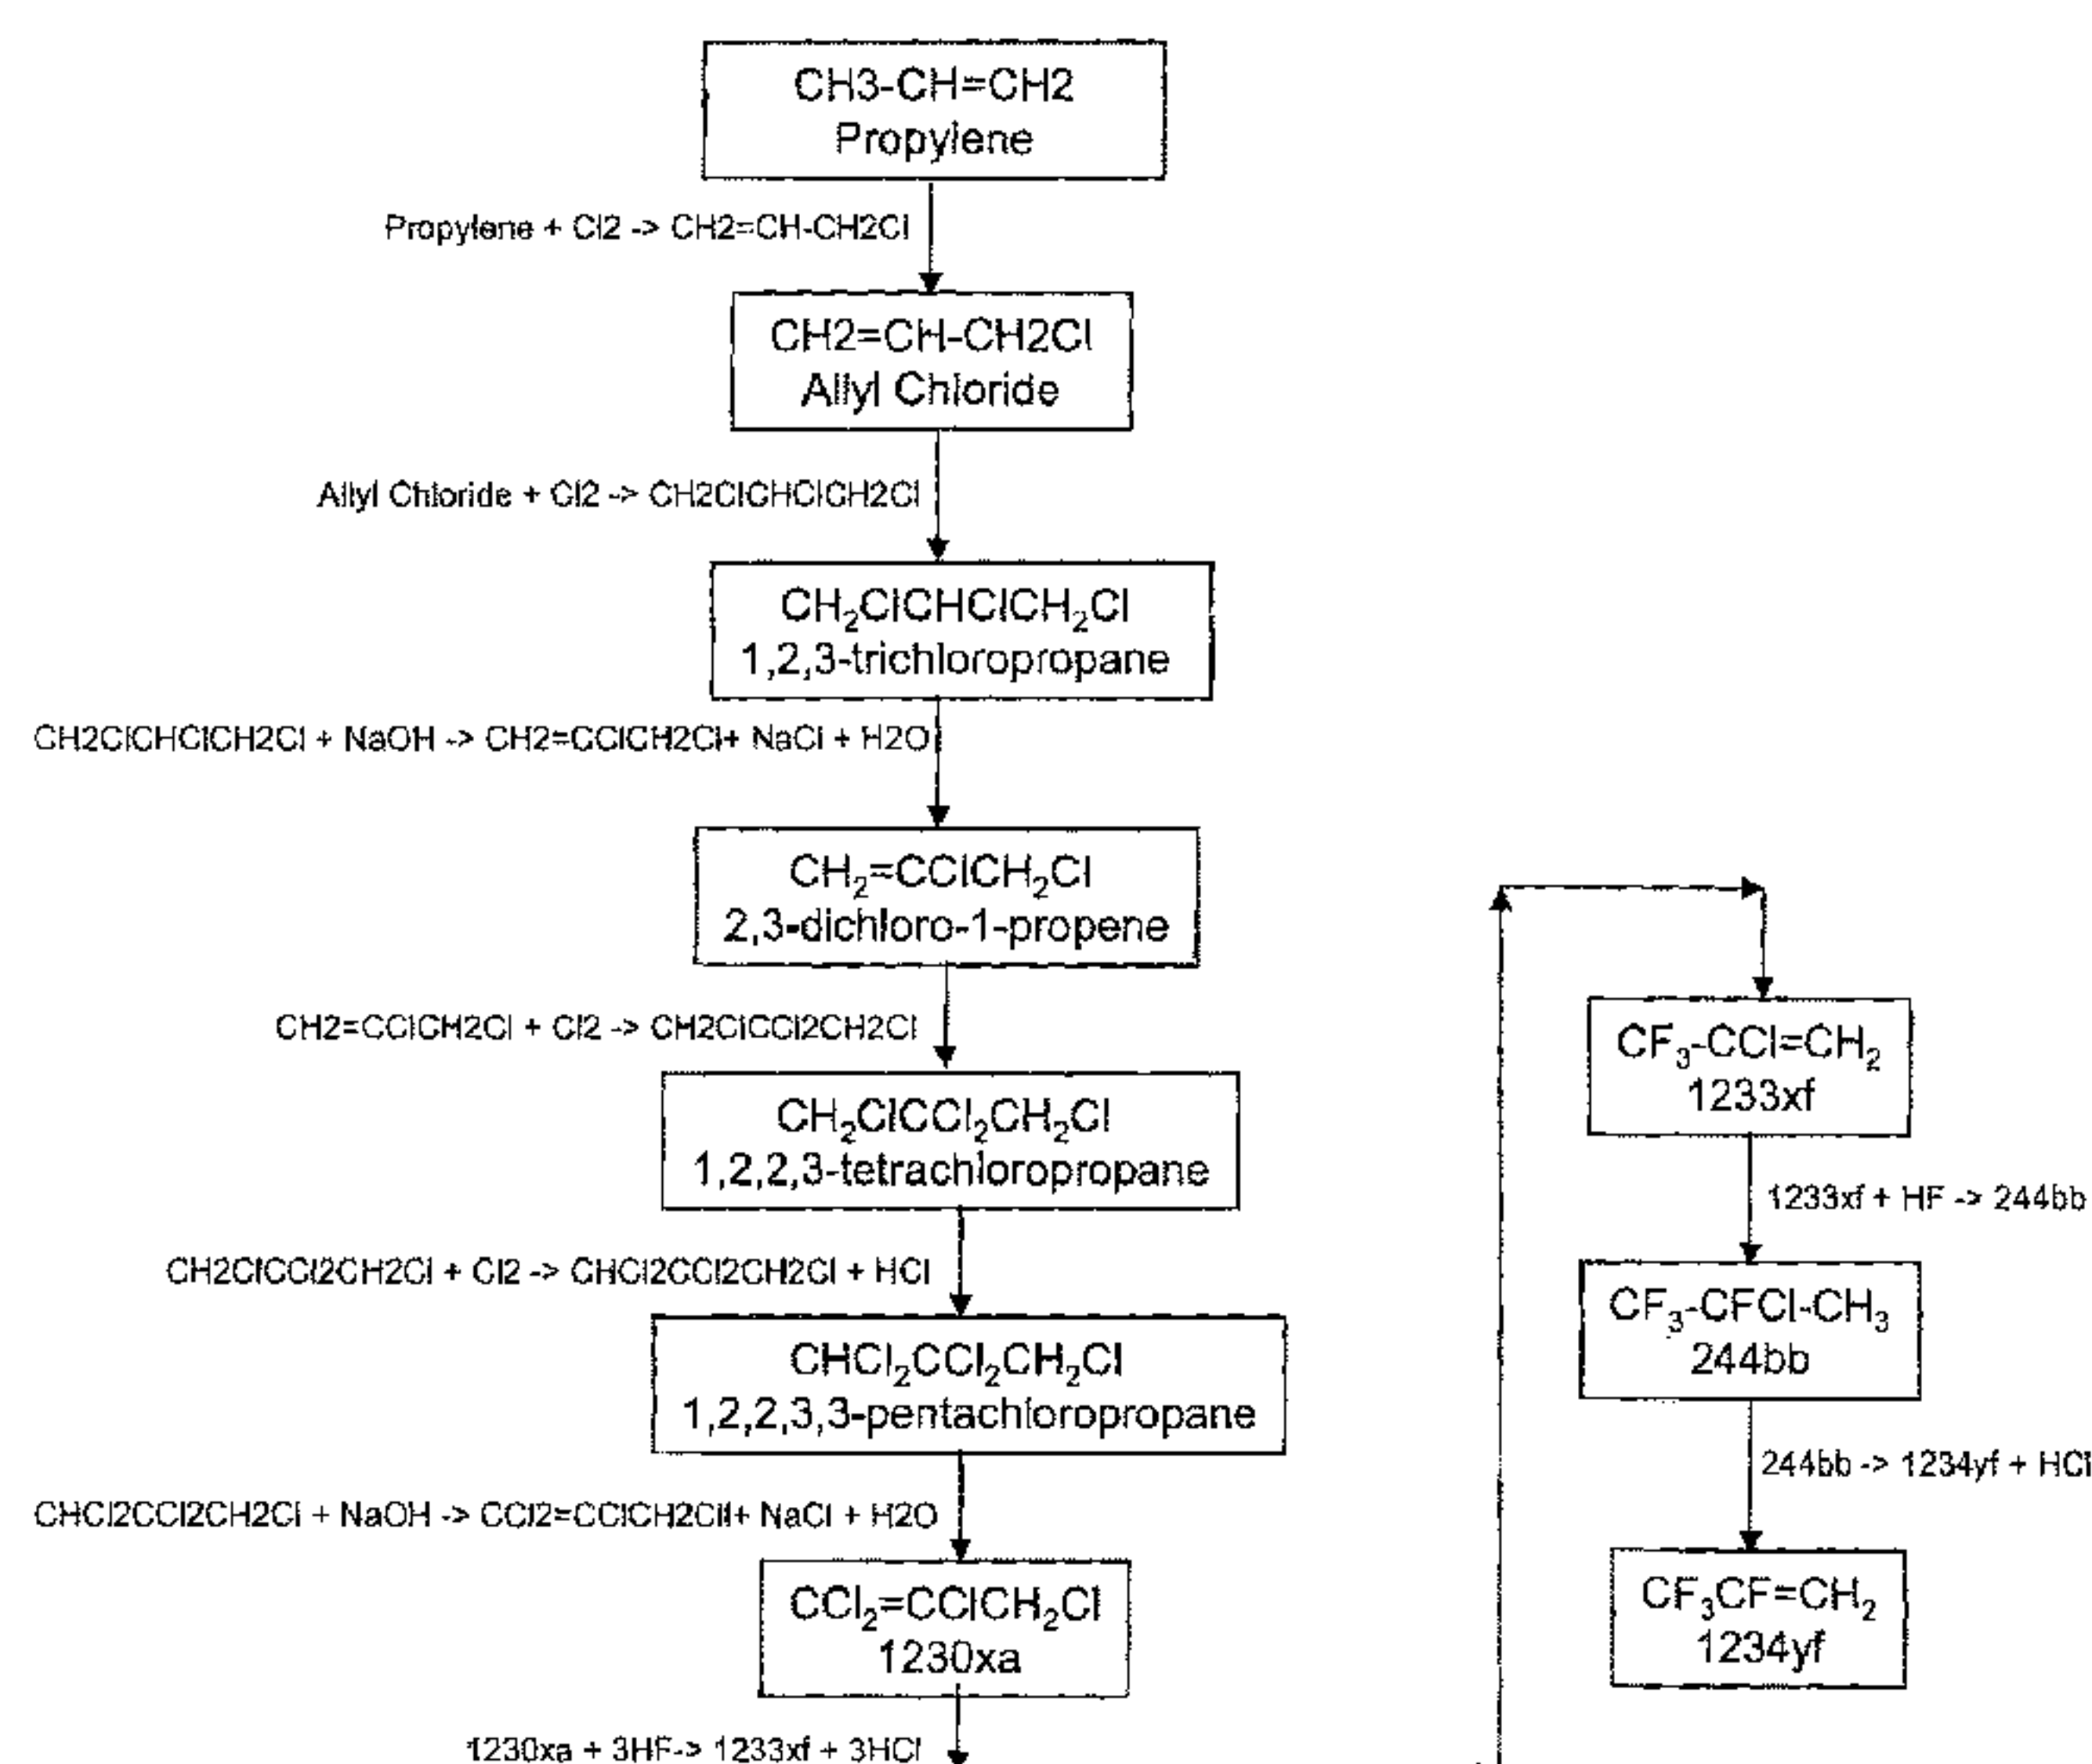 CH3-CH=CH2
Propylene
Propylene + Cl2 -> CH2=CH-CH2Cl
CH2=CH-CH2Cl
Allyl Chloride
Allyl Chloride + Cl2 -> CH2ClCHClCH2Cl
CH₂ClCHClCH₂Cl
1,2,3-trichloropropane
CH2ClCHClCH2Cl + NaOH -> CH2=CClCH2Cl+ NaCl + H2O
CH₂=CClCH₂Cl
2,3-dichloro-1-propene
CH2=CClCH2Cl + Cl2 -> CH2ClCCl2CH2Cl
CH₂ClCCl₂CH₂Cl
1,2,2,3-tetrachloropropane
CH2ClCCl2CH2Cl + Cl2 -> CHCl2CCl2CH2Cl + HCl
CHCl₂CCl₂CH₂Cl
1,2,2,3,3-pentachloropropane
CHCl2CCl2CH2Cl + NaOH -> CCl2=CClCH2Cll+ NaCl + H2O
CCl₂=CClCH₂Cl
1230xa
1230xa + 3HF-> 1233xf + 3HCl
CF₃-CCl=CH₂
1233xf
1233xf + HF -> 244bb
CF₃-CFCl-CH₃
244bb
244bb -> 1234yf + HCl
CF₃CF=CH₂
1234yf